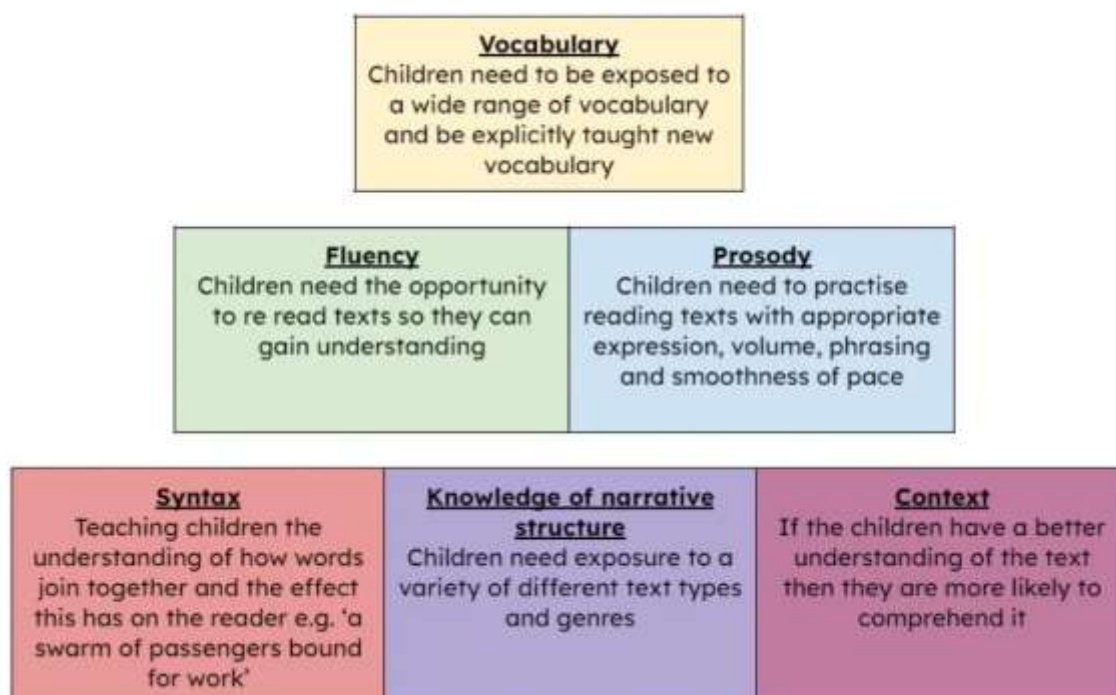 Vocabulary
Children need to be exposed to
a wide range of vocabulary
and be explicitly taught new
vocabulary
Fluency
Children need the opportunity
to re read texts so they can
gain understanding
Prosody
Children need to practise
reading texts with appropriate
expression, volume, phrasing
and smoothness of pace
Syntax
Teaching children the
understanding of how words
join together and the effect
this has on the reader e.g. ‘a
swarm of passengers bound
for work’
Knowledge of narrative
structure
Children need exposure to a
variety of different text types
and genres
Context
If the children have a better
understanding of the text
then they are more likely to
comprehend it